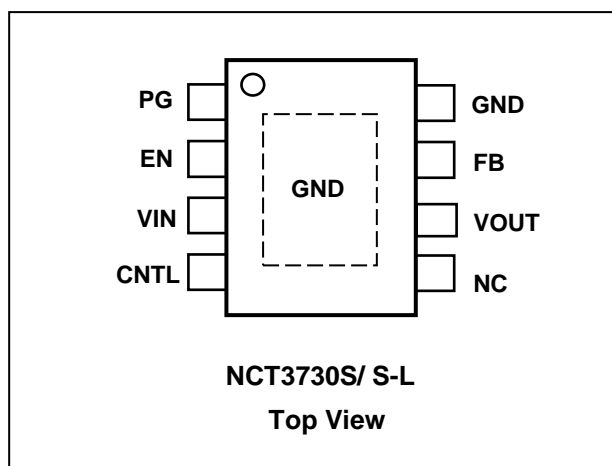 PG
GND
EN
FB
GND
VIN
VOUT
CNTL
NC
NCT3730S/ S-L
Top View